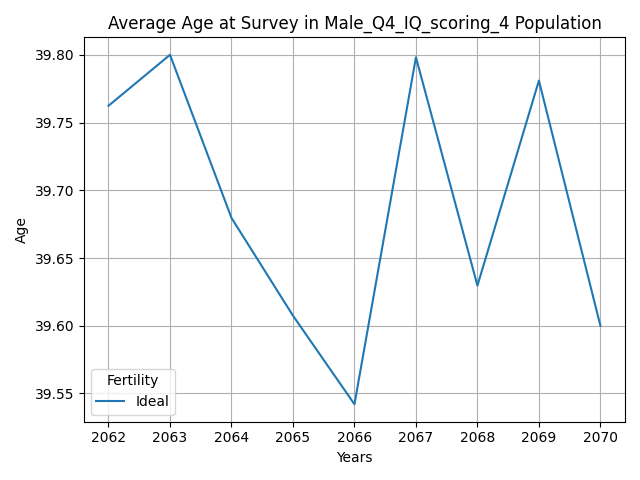 Average Age at Survey in Male_Q4_IQ_scoring_4 Population
39.80
39.75
39.70
39.65
39.60
39.55
Age
Fertility
Ideal
2062 2063 2064 2065 2066 2067 2068 2069 2070
Years